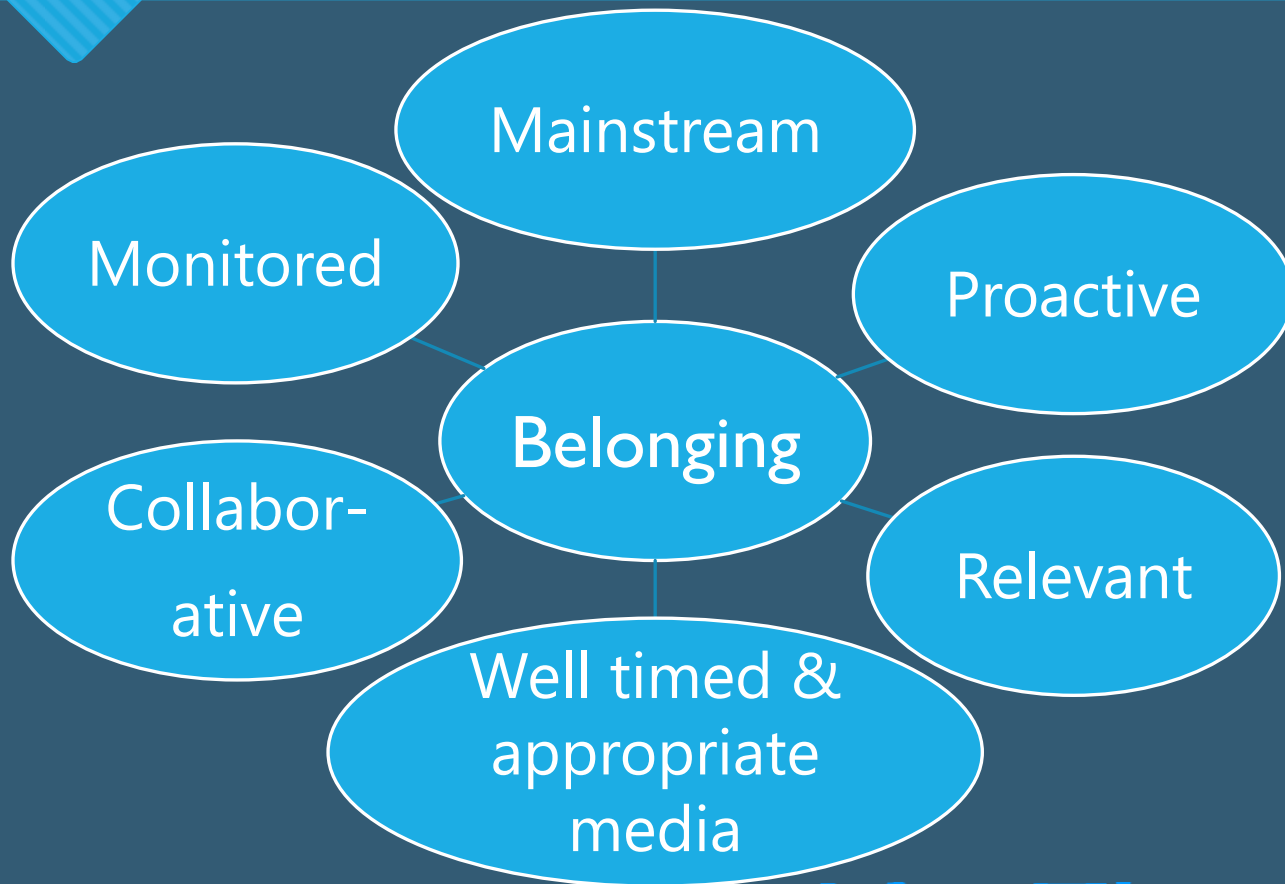 Mainstream
Monitored
Proactive
Belonging
Collabor-
ative
Relevant
Well timed &
appropriate
media